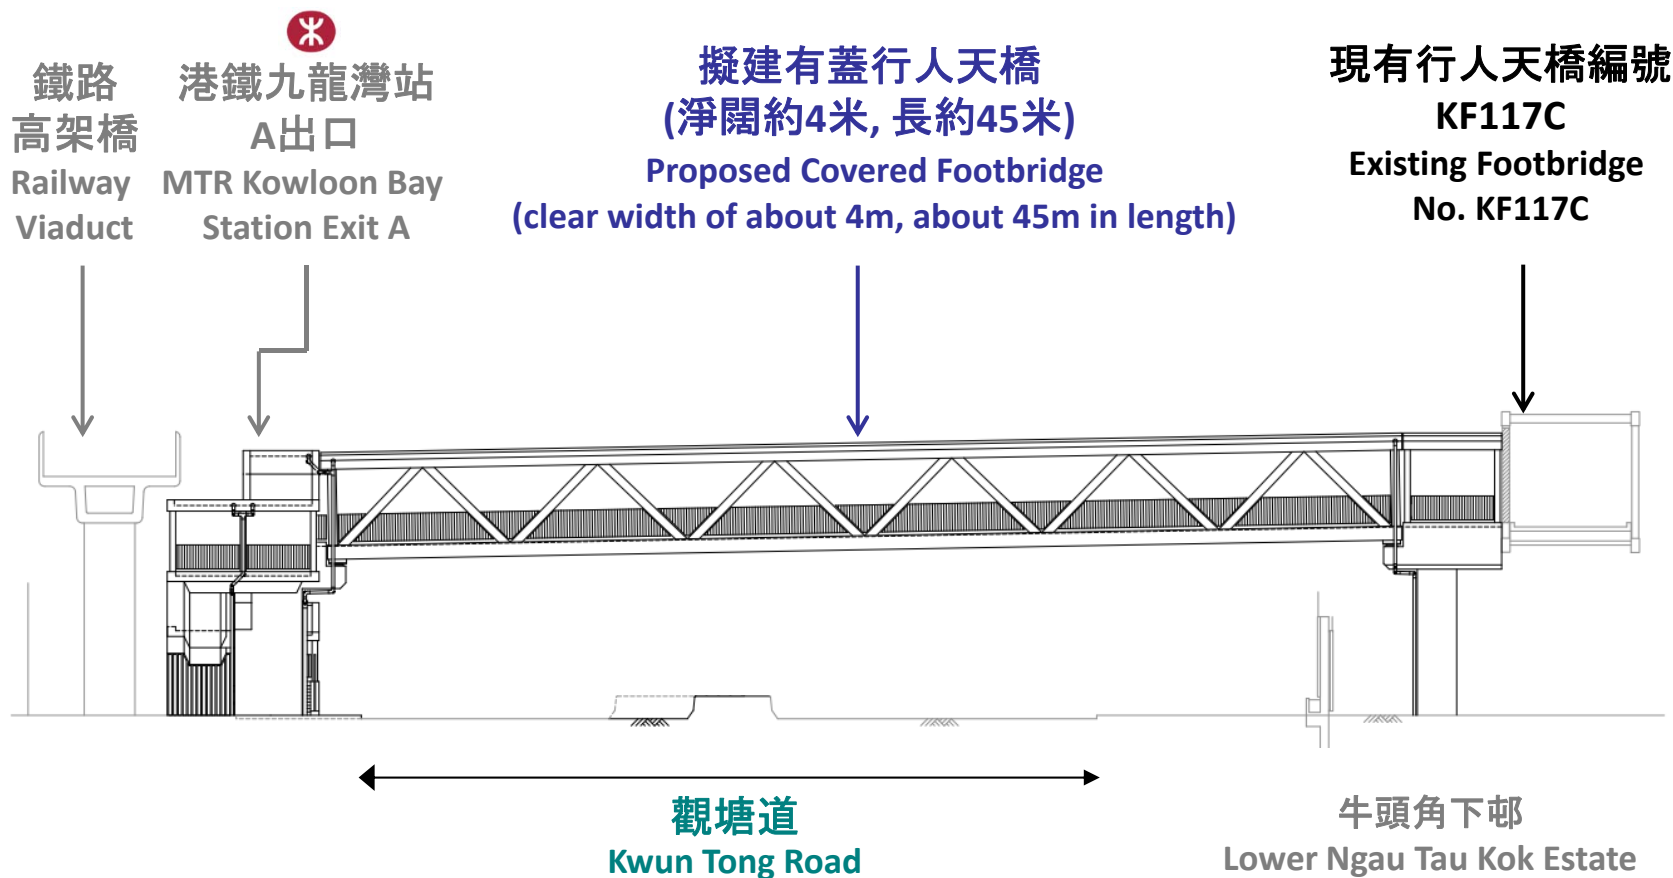 鐵路
高架橋
Railway
Viaduct
港鐵九龍灣站
A出口
MTR Kowloon Bay
Station Exit A
擬建有蓋行人天橋
(淨闊約4米, 長約45米)
Proposed Covered Footbridge
(clear width of about 4m, about 45m in length)
現有行人天橋編號
KF117C
Existing Footbridge
No. KF117C
觀塘道
Kwun Tong Road
牛頭角下邨
Lower Ngau Tau Kok Estate